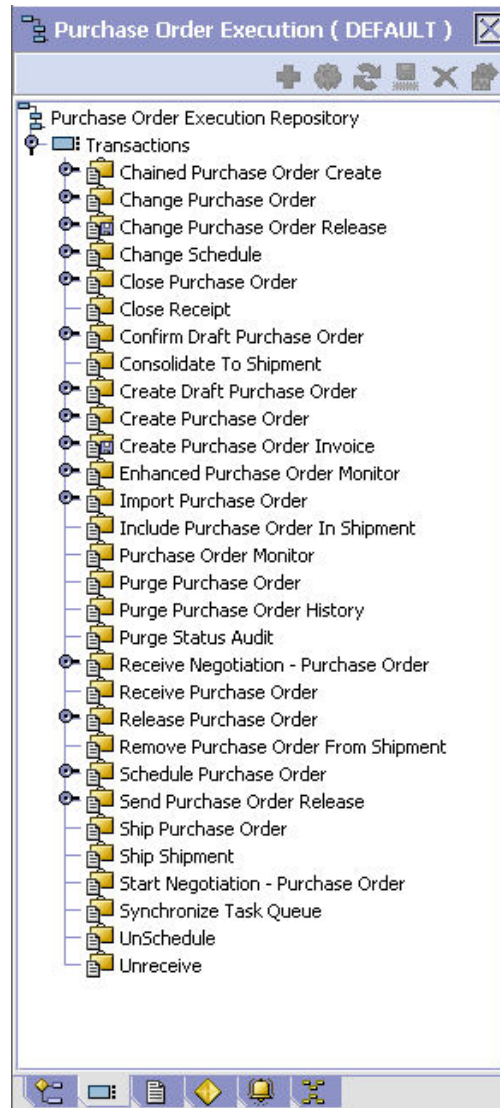 Purchase Order Execution ( DEFAULT )
Purchase Order Execution Repository
Transactions
Chained Purchase Order Create
Change Purchase Order
Change Purchase Order Release
Change Schedule
Close Purchase Order
Close Receipt
Confirm Draft Purchase Order
Consolidate To Shipment
Create Draft Purchase Order
Create Purchase Order
Create Purchase Order Invoice
Enhanced Purchase Order Monitor
Import Purchase Order
Include Purchase Order In Shipment
Purchase Order Monitor
Purge Purchase Order
Purge Purchase Order History
Purge Status Audit
Receive Negotiation - Purchase Order
Receive Purchase Order
Release Purchase Order
Remove Purchase Order From Shipment
Schedule Purchase Order
Send Purchase Order Release
Ship Purchase Order
Ship Shipment
Start Negotiation - Purchase Order
Synchronize Task Queue
UnSchedule
Unreceive